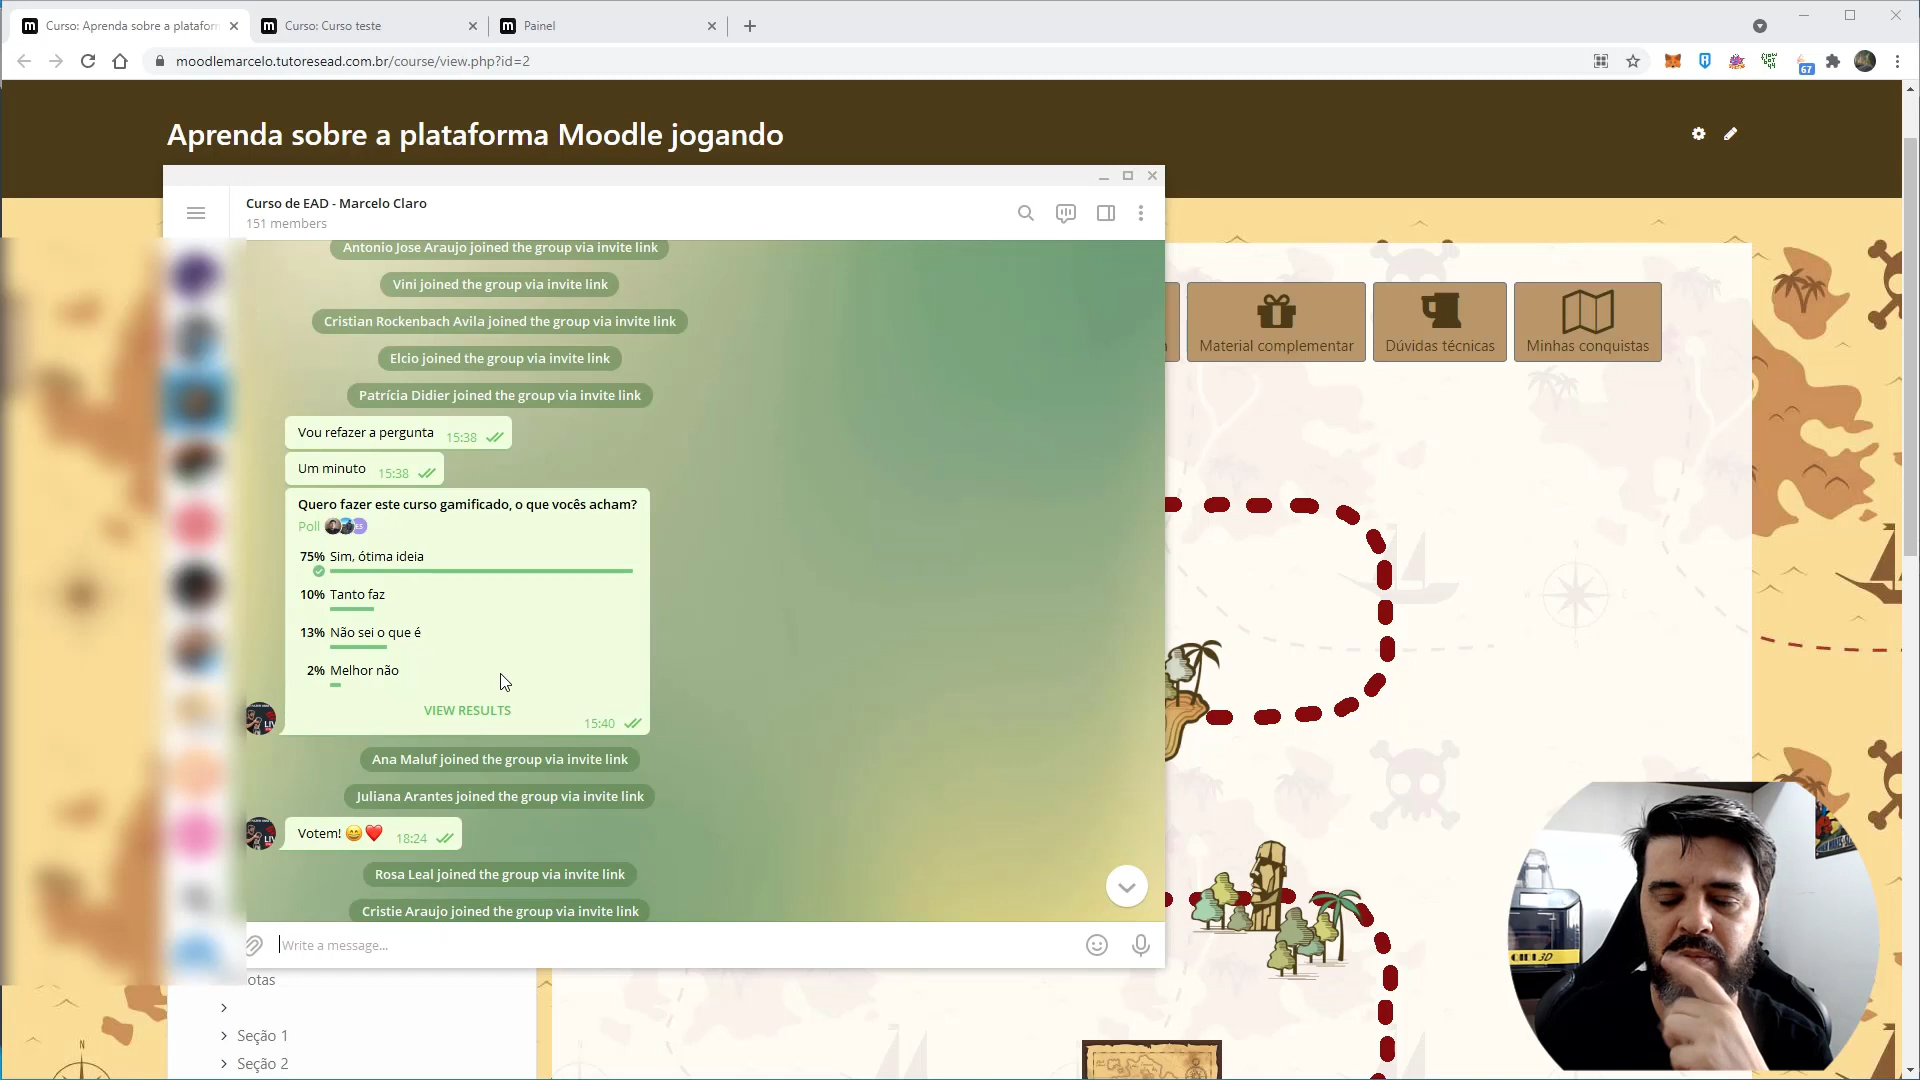 Curso: Aprenda sobre a plataforn
Curso: Curso teste
Painel
moodlemarcelo.tutoresead.com.br/course/view.php?id=2
67
Aprenda sobre a plataforma Moodle jogando
Curso de EAD - Marcelo Claro
151 members
Antonio Jose Araujo joined the group via invite link
Vini joined the group via invite link
Cristian Rockenbach Avila joined the group via invite link
Elcio joined the group via invite link
Patrícia Didier joined the group via invite link
Vou refazer a pergunta 15:38
Um minuto 15:38
Quero fazer este curso gamificado, o que vocês acham?
Poll ES
75% Sim, ótima ideia
10% Tanto faz
13% Não sei o que é
2% Melhor não
VIEW RESULTS
15:40
Ana Maluf joined the group via invite link
Juliana Arantes joined the group via invite link
Votem! 😄❤️ 18:24
Rosa Leal joined the group via invite link
Cristie Araujo joined the group via invite link
Write a message...
Material complementar
Dúvidas técnicas
Minhas conquistas
otas
Seção 1
Seção 2
N